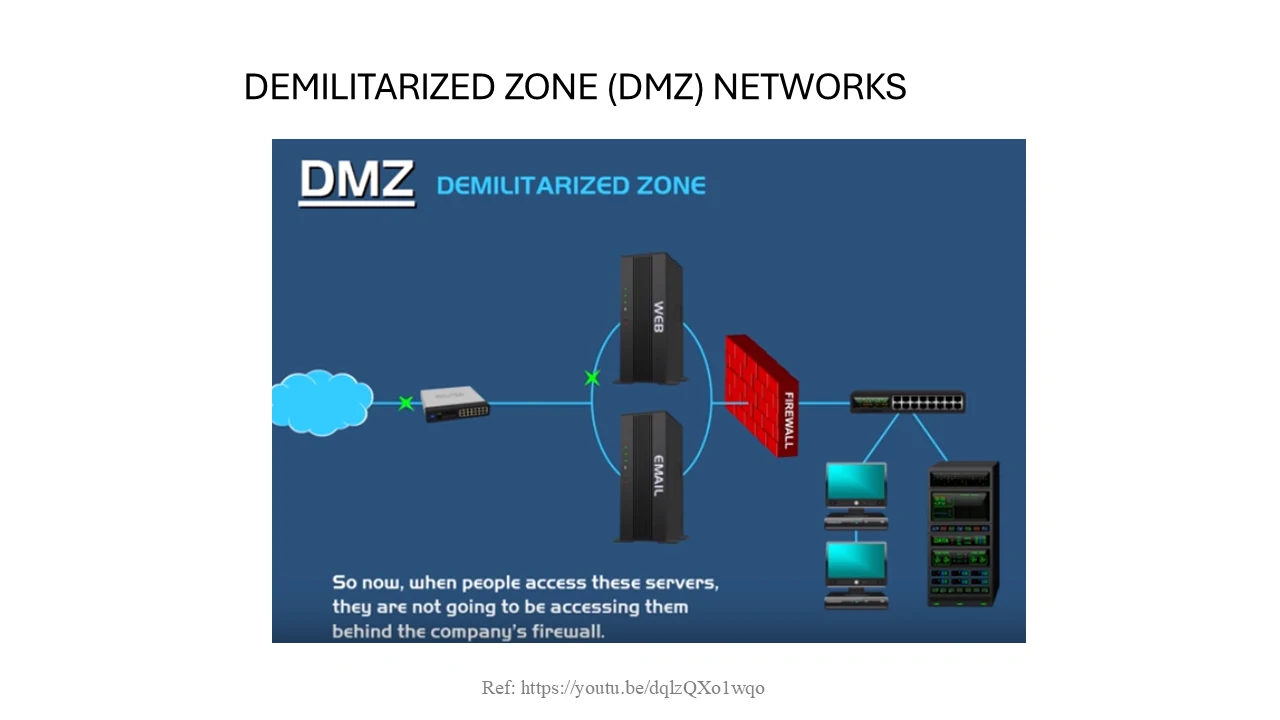 DEMILITARIZED ZONE (DMZ) NETWORKS
DMZ DEMILITARIZED ZONE
WEB
ROUTER
FIREWALL
EMAIL
So now, when people access these servers,
they are not going to be accessing them
behind the company's firewall.
Ref: https://youtu.be/dqlzQXo1wqo